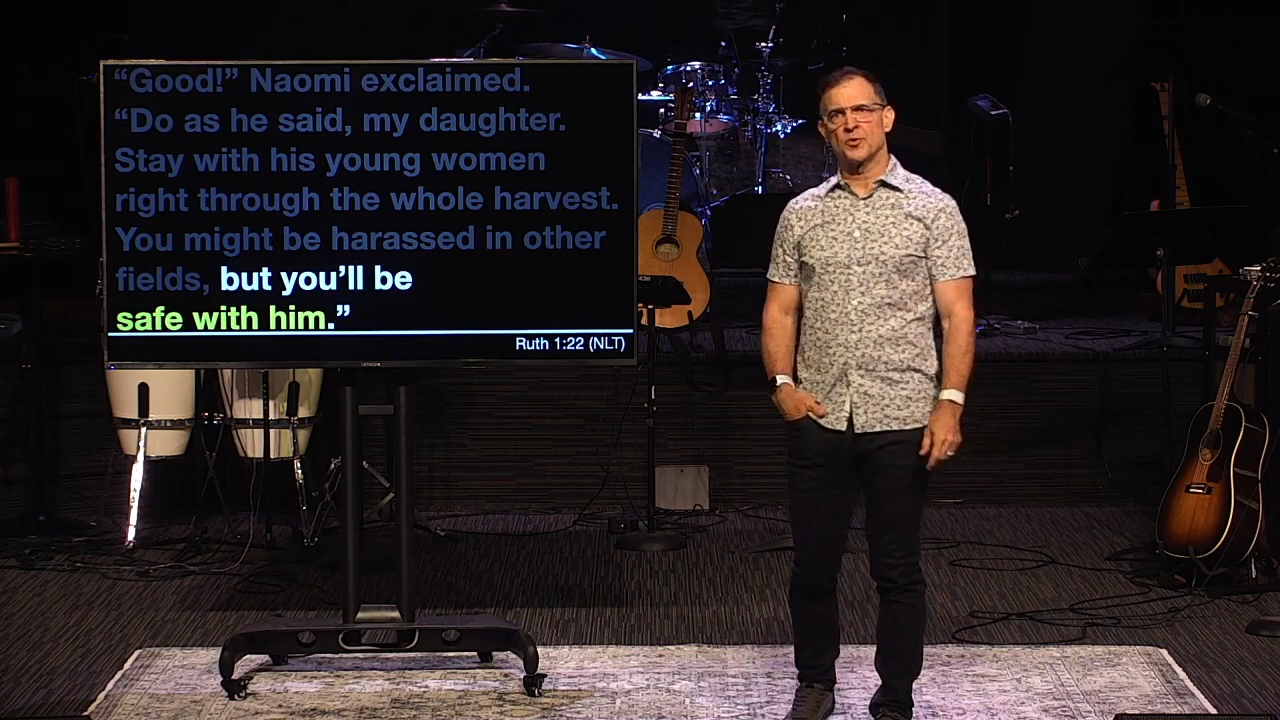 “Good!” Naomi exclaimed.
“Do as he said, my daughter.
Stay with his young women
right through the whole harvest.
You might be harassed in other
fields, but you’ll be
safe with him.”
Ruth 1:22 (NLT)
HITACHI